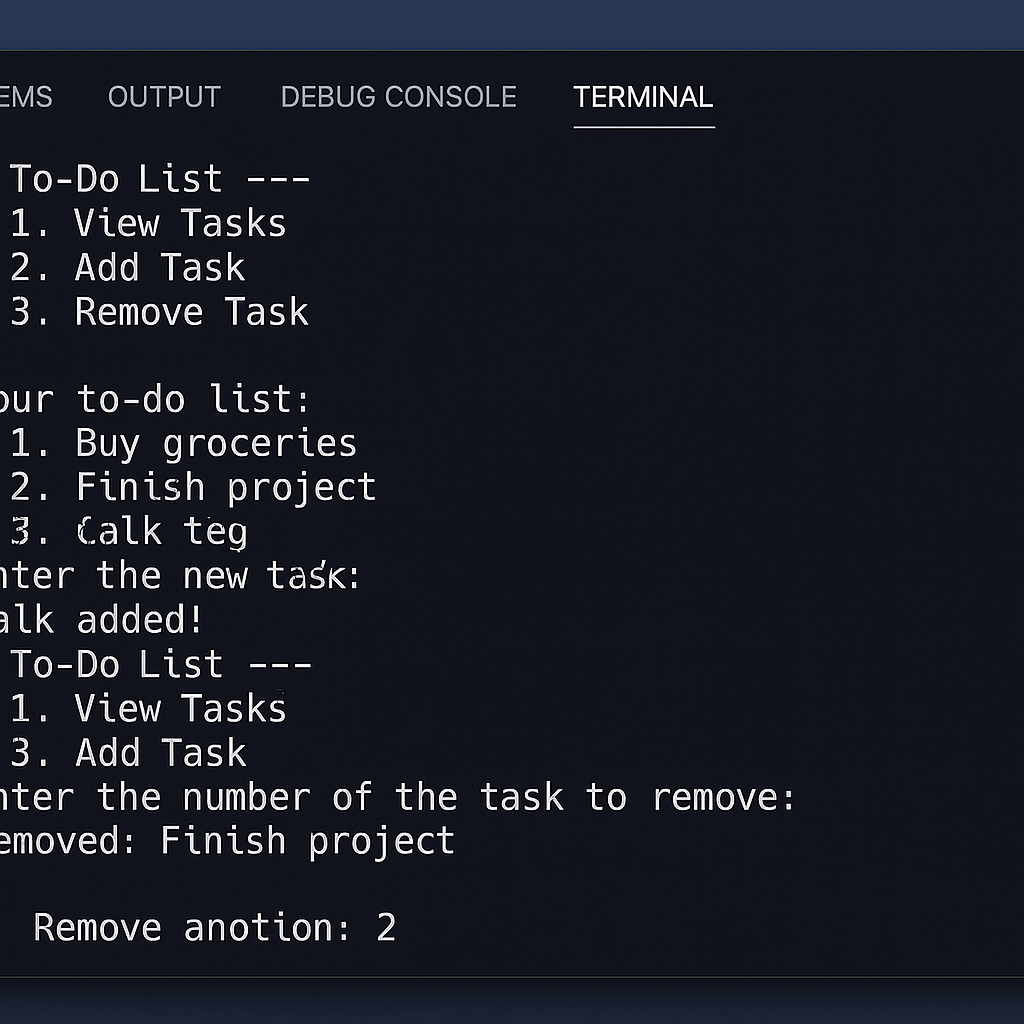 EMS OUTPUT DEBUG CONSOLE TERMINAL
To-Do List ---
1. View Tasks
2. Add Task
3. Remove Task
our to-do list:
1. Buy groceries
2. Finish project
3. Calk teg
nter the new task:
alk added!
To-Do List ---
1. View Tasks
3. Add Task
nter the number of the task to remove:
emoved: Finish project
Remove anotion: 2